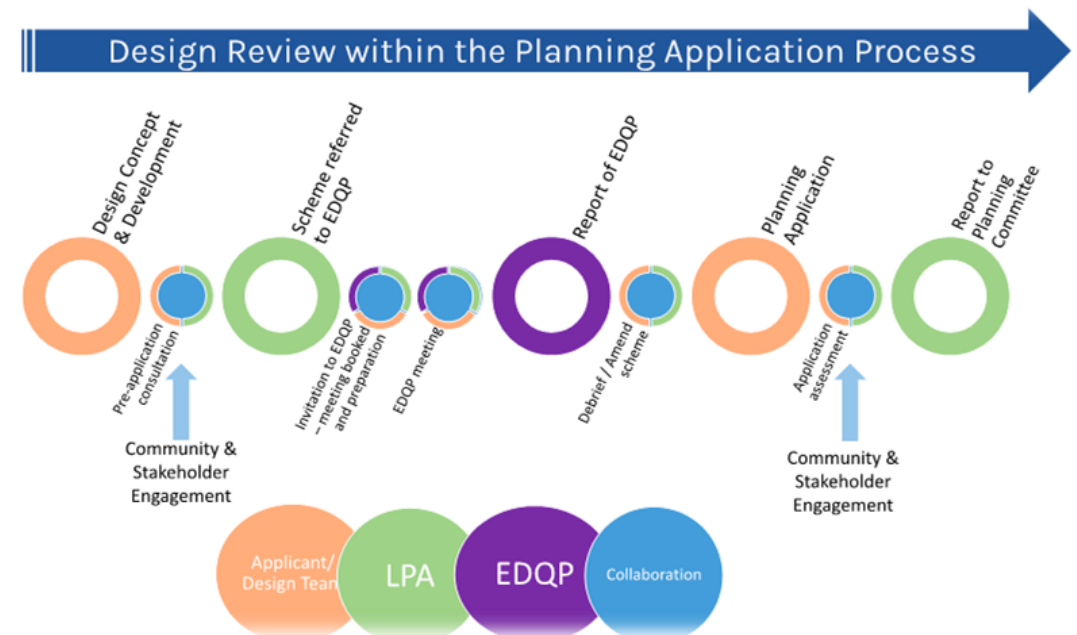 Design Review within the Planning Application Process
Design Concept
& Development
Pre-application
consultation
Community &
Stakeholder
Engagement
Scheme referred
to EDQP
Invitation to EDQP
– meeting booked
and preparation
EDQP meeting
Report of EDQP
Debrief / Amend
scheme
Planning
Application
Application
assessment
Community &
Stakeholder
Engagement
Report to
Planning
Committee
Applicant/
Design Team
LPA
EDQP
Collaboration